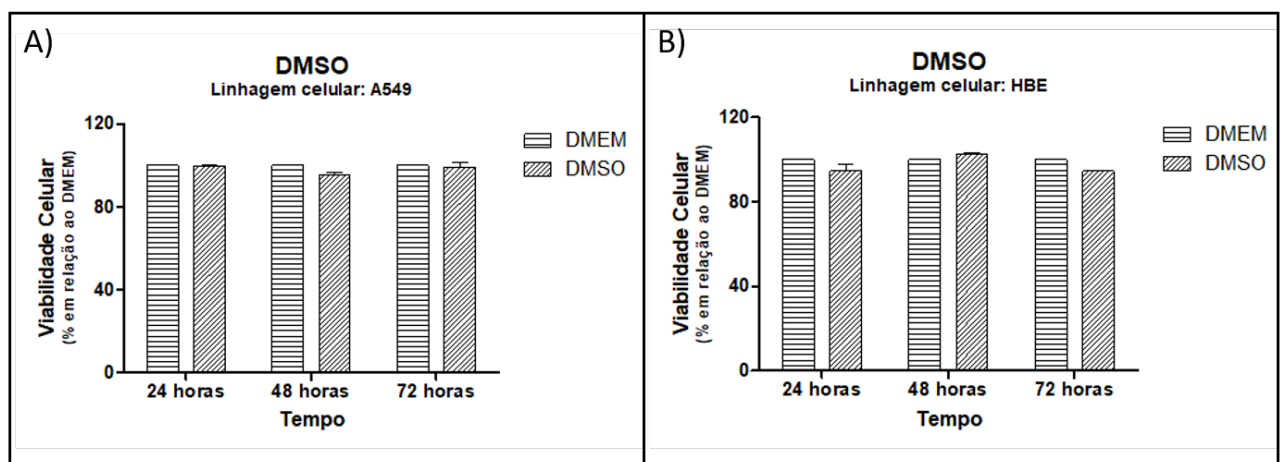 A)
DMSO
Linhagem celular: A549
120
80
40
0
Viabilidade Celular
(% em relação ao DMEM)
24 horas 48 horas 72 horas
Tempo
DMEM
DMSO
B)
DMSO
Linhagem celular: HBE
120
80
40
0
Viabilidade Celular
(% em relação ao DMEM)
24 horas 48 horas 72 horas
Tempo
DMEM
DMSO